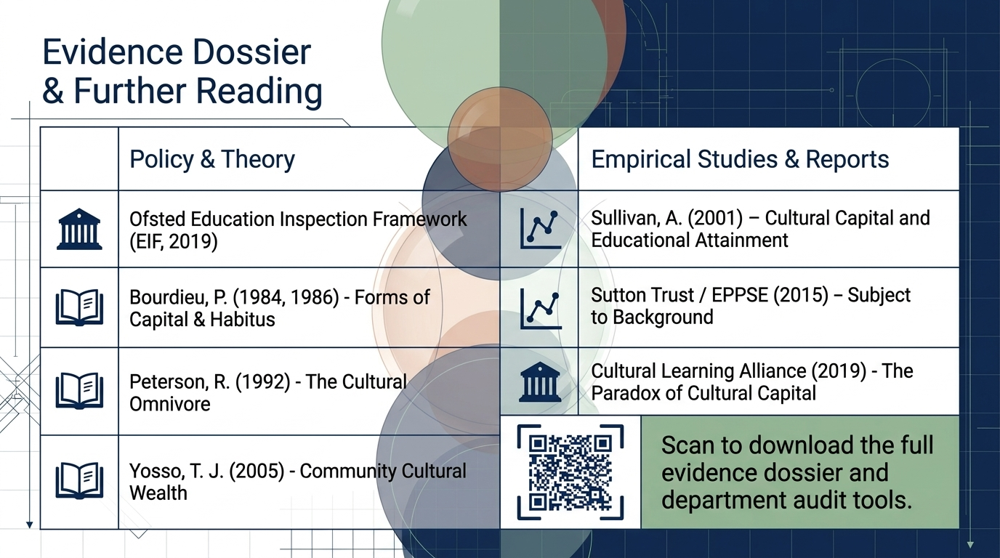 Evidence Dossier
& Further Reading
Policy & Theory
Ofsted Education Inspection Framework
(EIF, 2019)
Bourdieu, P. (1984, 1986) - Forms of
Capital & Habitus
Peterson, R. (1992) - The Cultural
Omnivore
Yosso, T. J. (2005) - Community Cultural
Wealth
Empirical Studies & Reports
Sullivan, A. (2001) – Cultural Capital and
Educational Attainment
Sutton Trust / EPPSE (2015) – Subject
to Background
Cultural Learning Alliance (2019) - The
Paradox of Cultural Capital
Scan to download the full
evidence dossier and
department audit tools.